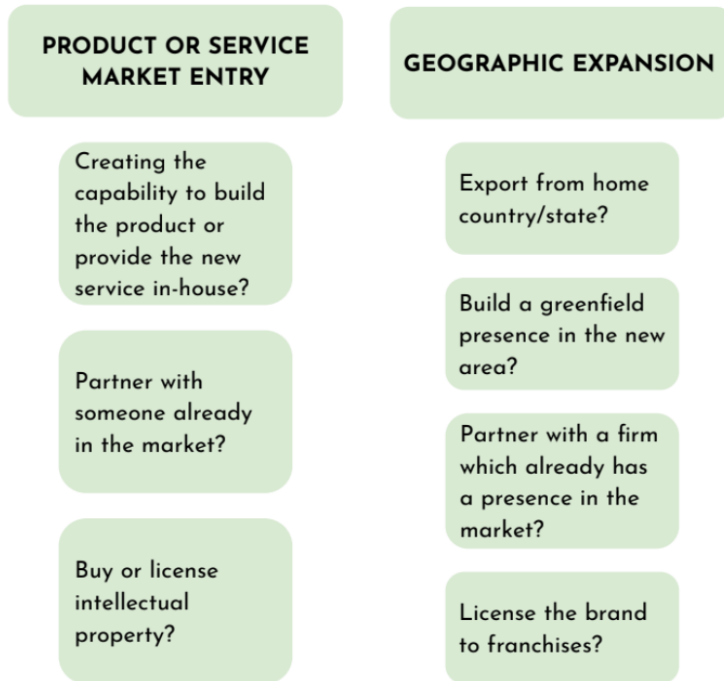 PRODUCT OR SERVICE
MARKET ENTRY
Creating the
capability to build
the product or
provide the new
service in-house?
Partner with
someone already
in the market?
Buy or license
intellectual
property?
GEOGRAPHIC EXPANSION
Export from home
country/state?
Build a greenfield
presence in the new
area?
Partner with a firm
which already has
a presence in the
market?
License the brand
to franchises?